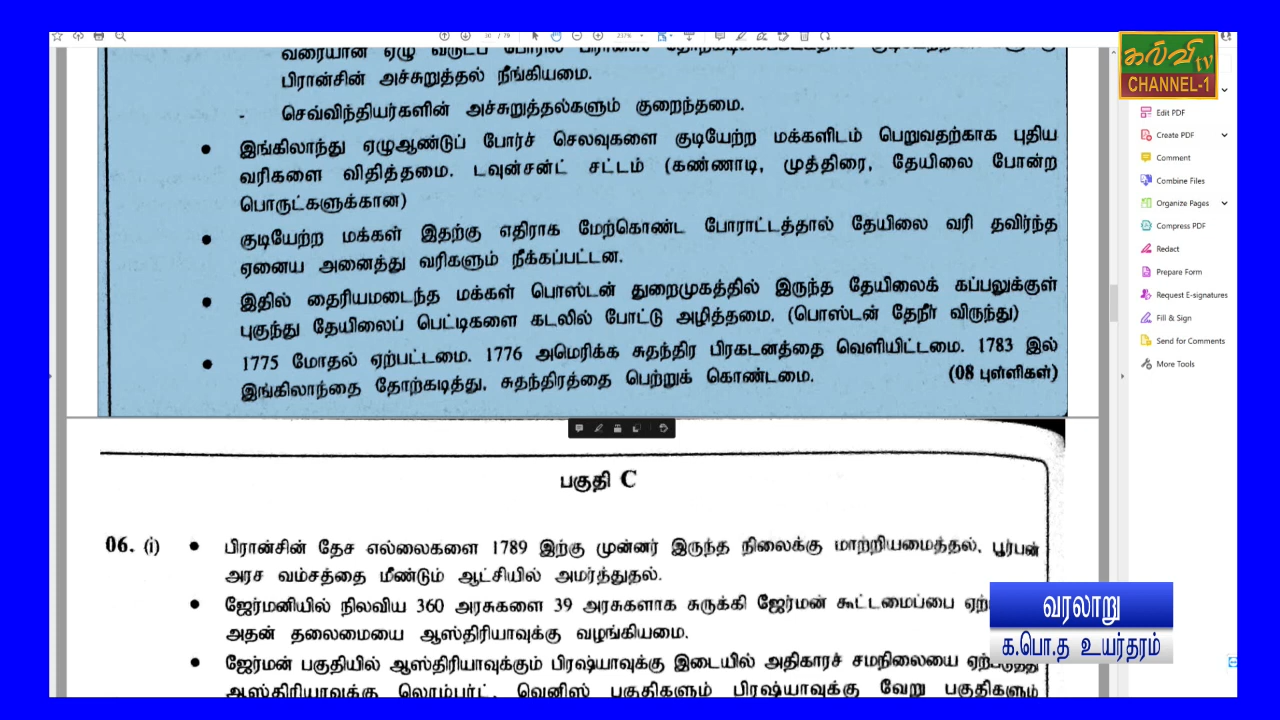 கல்வி TV
CHANNEL-1
237%
பிரான்சின் அச்சுறுத்தல் நீங்கியமை.
- செவ்விந்தியர்களின் அச்சுறுத்தல்களும் குறைந்தமை.
• இங்கிலாந்து ஏழுஆண்டுப் போர்ச் செலவுகளை குடியேற்ற மக்களிடம் பெறுவதற்காக புதிய
வரிகளை விதித்தமை. டவுன்சன்ட் சட்டம் (கண்ணாடி, முத்திரை, தேயிலை போன்ற
பொருட்களுக்கான)
• குடியேற்ற மக்கள் இதற்கு எதிராக மேற்கொண்ட போராட்டத்தால் தேயிலை வரி தவிர்ந்த
ஏனைய அனைத்து வரிகளும் நீக்கப்பட்டன.
• இதில் தைரியமடைந்த மக்கள் பொஸ்டன் துறைமுகத்தில் இருந்த தேயிலைக் கப்பலுக்குள்
புகுந்து தேயிலைப் பெட்டிகளை கடலில் போட்டு அழித்தமை. (பொஸ்டன் தேநீர் விருந்து)
• 1775 மோதல் ஏற்பட்டமை. 1776 அமெரிக்க சுதந்திர பிரகடனத்தை வெளியிட்டமை. 1783 இல்
இங்கிலாந்தை தோற்கடித்து, சுதந்திரத்தை பெற்றுக் கொண்டமை. (08 புள்ளிகள்)
பகுதி C
06. (i) • பிரான்சின் தேச எல்லைகளை 1789 இற்கு முன்னர் இருந்த நிலைக்கு மாற்றியமைத்தல், பூர்பன்
அரச வம்சத்தை மீண்டும் ஆட்சியில் அமர்த்துதல்.
• ஜேர்மனியில் நிலவிய 360 அரசுகளை 39 அரசுகளாக சுருக்கி ஜேர்மன் கூட்டமைப்பை
அதன் தலைமையை ஆஸ்திரியாவுக்கு வழங்கியமை.
• ஜேர்மன் பகுதியில் ஆஸ்திரியாவுக்கும் பிரஷ்யாவுக்கு இடையில் அதிகாரச் சமநிலையை
ஆஸ்திரியாவுக்கு லொம்பார்ட், வெனிஸ் பகுதிகளும் பிரஷ்யாவுக்கு வேறு பகுதிகளும்
Edit PDF
Create PDF
Comment
Combine Files
Organize Pages
Compress PDF
Redact
Prepare Form
Request E-signatures
Fill & Sign
Send for Comments
More Tools
வரலாறு
க.பொ.த உயர்தரம்